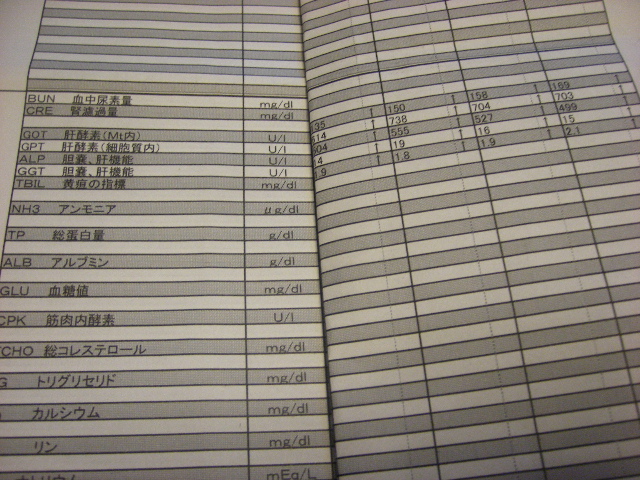 BUN 血中尿素量 mg/dl
CRE 腎濾過量 mg/dl
GOT 肝酵素(Mt内) U/l ↑ 150 ↑ 158 ↑ 169 ↑
GPT 肝酵素(細胞質内) U/l ↑ 738 ↑ 704 ↑ 703 ↑
ALP 胆嚢、肝機能 U/l ↑ 555 ↑ 527 ↑ 499 ↑
GGT 胆嚢、肝機能 U/l ↑ 19 ↑ 16 ↑ 15 ↑
TBIL 黄疸の指標 mg/dl ↑ 1.8 ↑ 1.9 ↑ 2.1 ↑
NH3 アンモニア μg/dl
TP 総蛋白量 g/dl
ALB アルブミン g/dl
GLU 血糖値 mg/dl
CPK 筋肉内酵素 U/l
TCHO 総コレステロール mg/dl
トリグリセリド mg/dl
カルシウム mg/dl
リン mg/dl
mEq/L